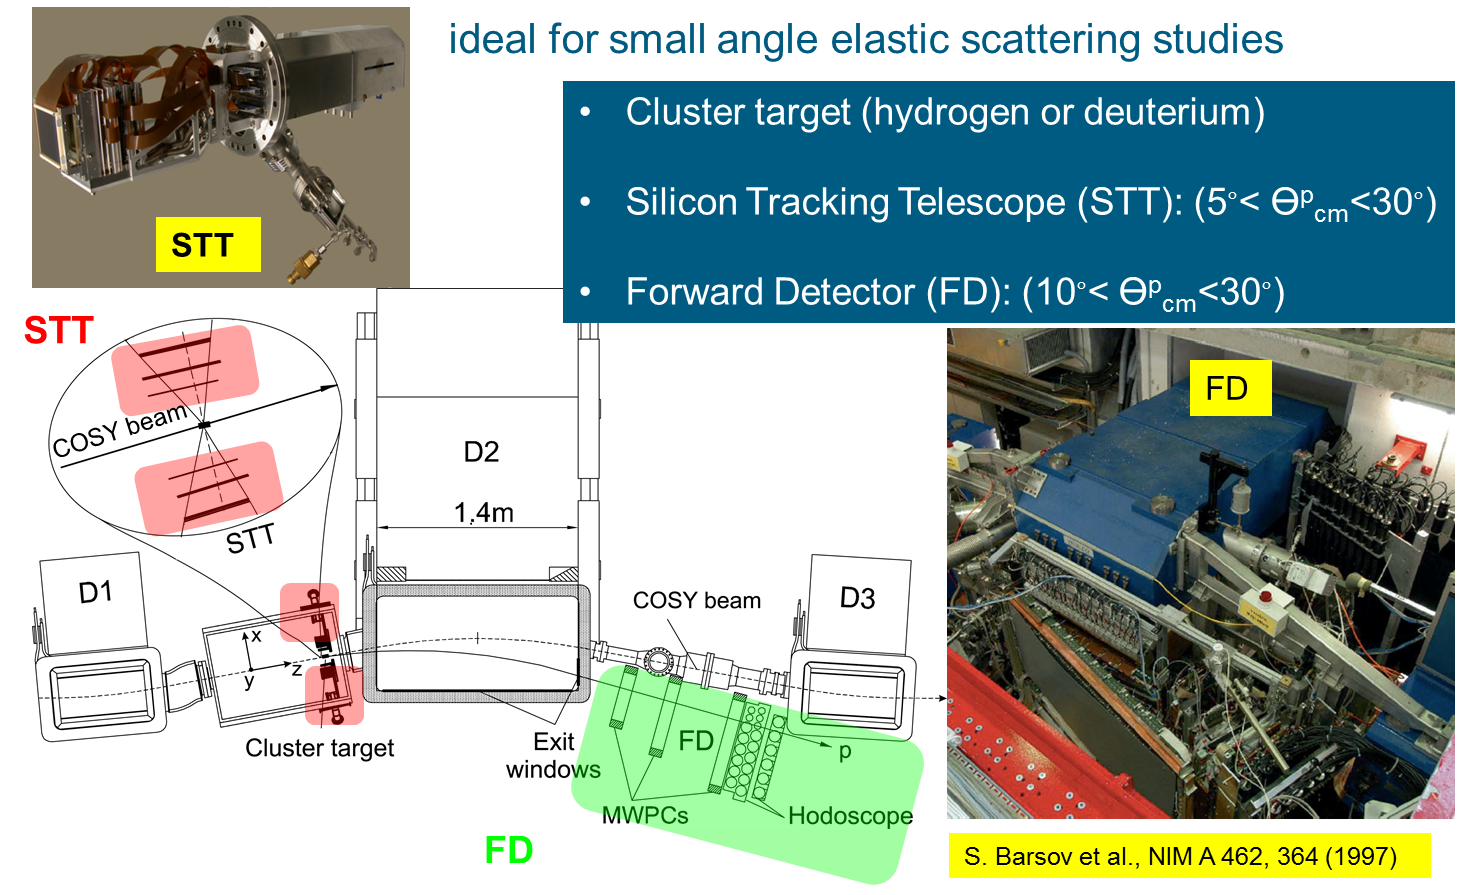 ideal for small angle elastic scattering studies
• Cluster target (hydrogen or deuterium)
• Silicon Tracking Telescope (STT): (5°< ϴᵖcm<30°)
• Forward Detector (FD): (10°< ϴᵖcm<30°)
STT
STT
COSY beam
STT
D2
1.4m
D1
x
y
z
Cluster target
COSY beam
D3
Exit
windows
FD
p
MWPCs
Hodoscope
FD
FD
S. Barsov et al., NIM A 462, 364 (1997)